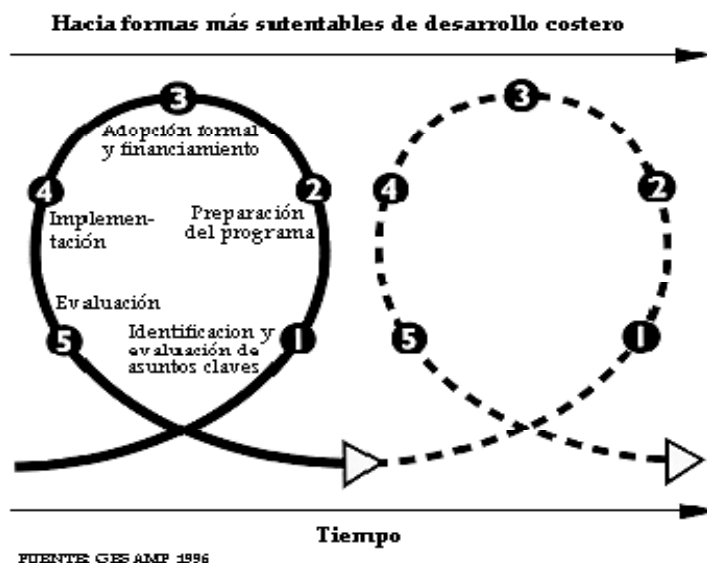 Hacia formas más sutentables de desarrollo costero
3
Adopción formal
y financiamiento
4
2
Implemen-
tación
Preparación
del programa
Evaluación
5
Identificacion y
evaluación de
asuntos claves
1
3
4
2
5
1
Tiempo
FUENTE: GESAMP 1996